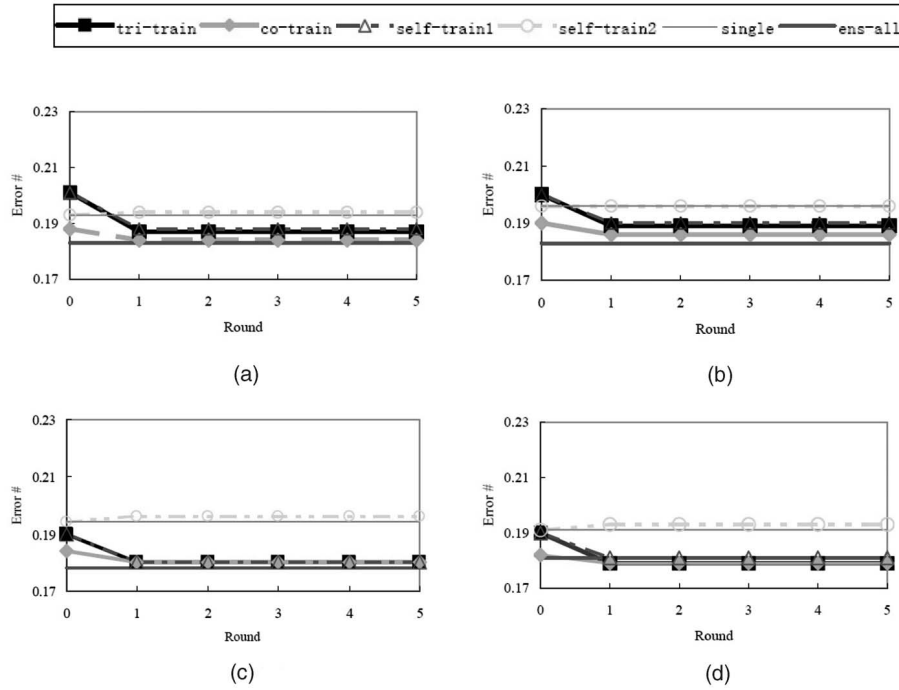 tri-train co-train self-train1 self-train2 single ens-all
0.23
0.21
0.19
0.17
Error #
0 1 2 3 4 5
Round
(a)
0.23
0.21
0.19
0.17
Error #
0 1 2 3 4 5
Round
(b)
0.23
0.21
0.19
0.17
Error #
0 1 2 3 4 5
Round
(c)
0.23
0.21
0.19
0.17
Error #
0 1 2 3 4 5
Round
(d)